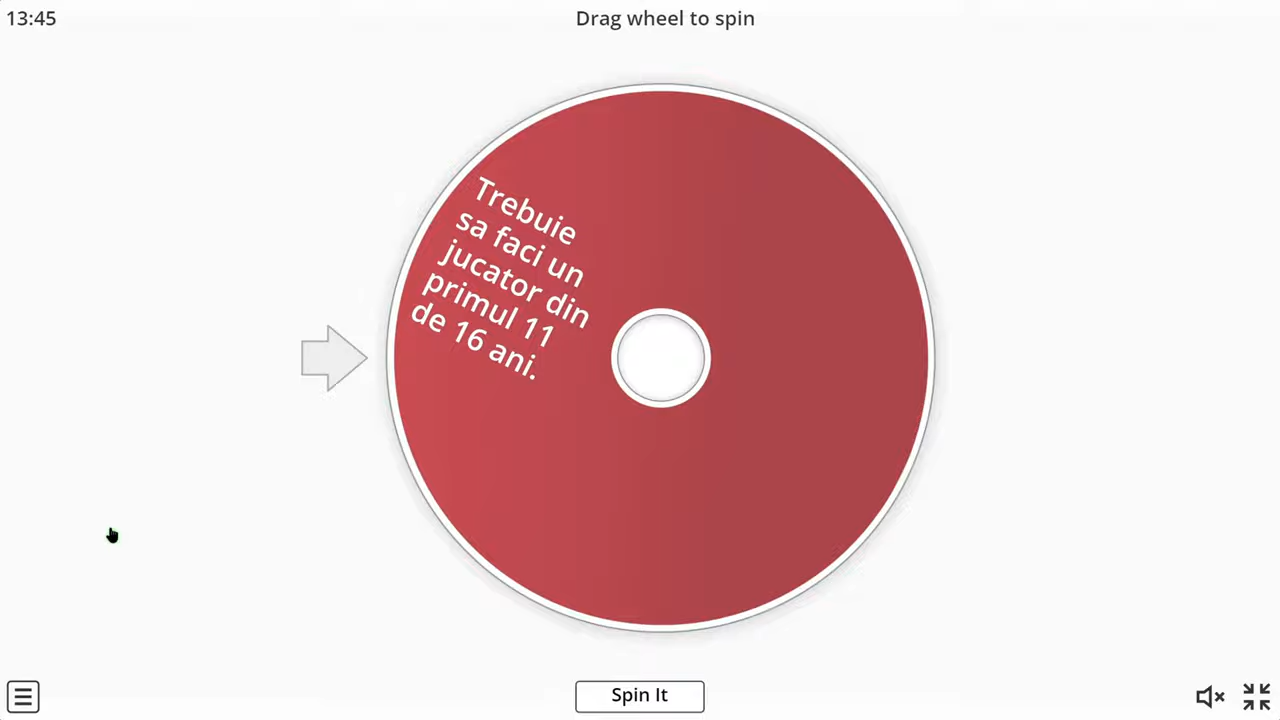 13:45
Drag wheel to spin
Trebuie
sa faci un
jucator din
primul 11
de 16 ani.
Spin It